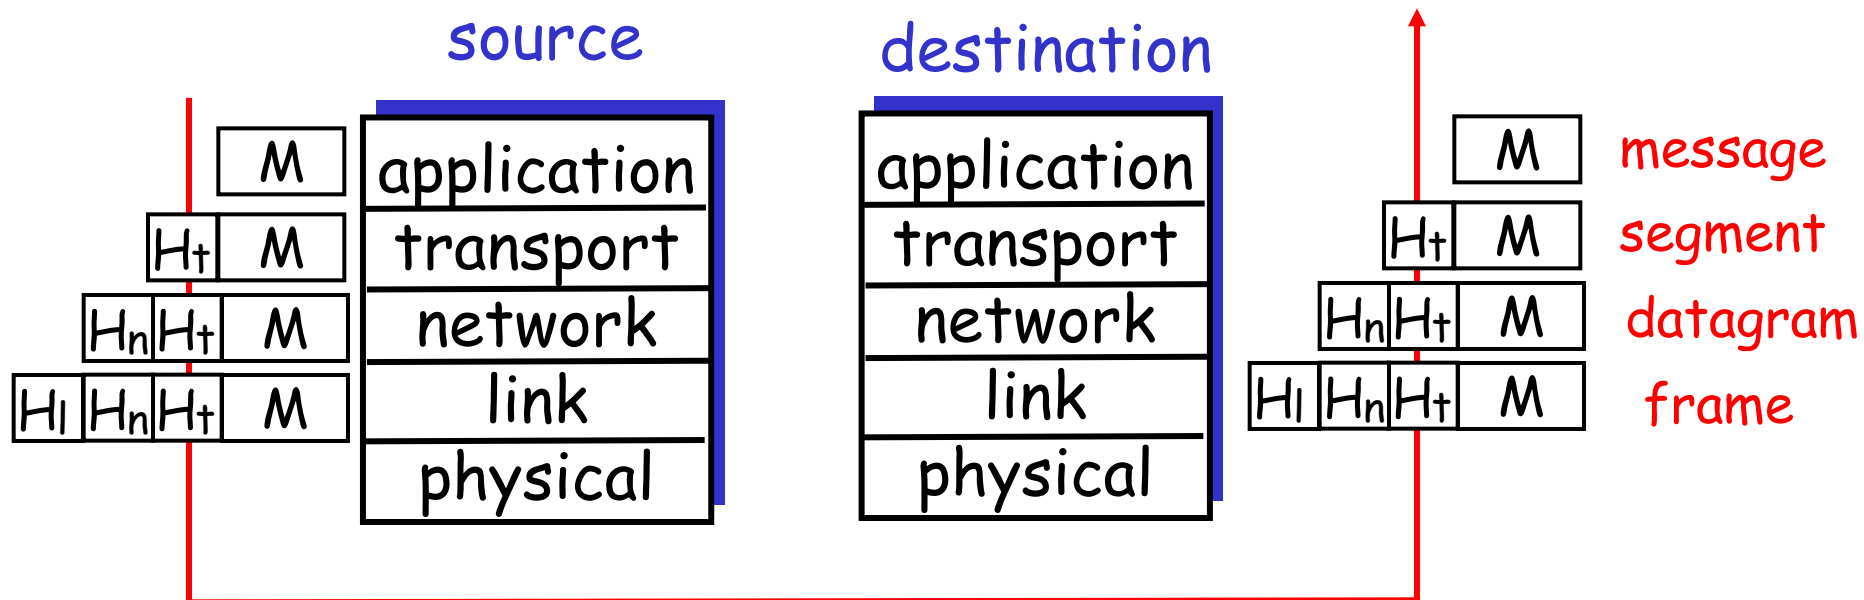 source destination
M application application M message
Ht M transport transport Ht M segment
Hn Ht M network network Hn Ht M datagram
Hl Hn Ht M link link Hl Hn Ht M frame
physical physical